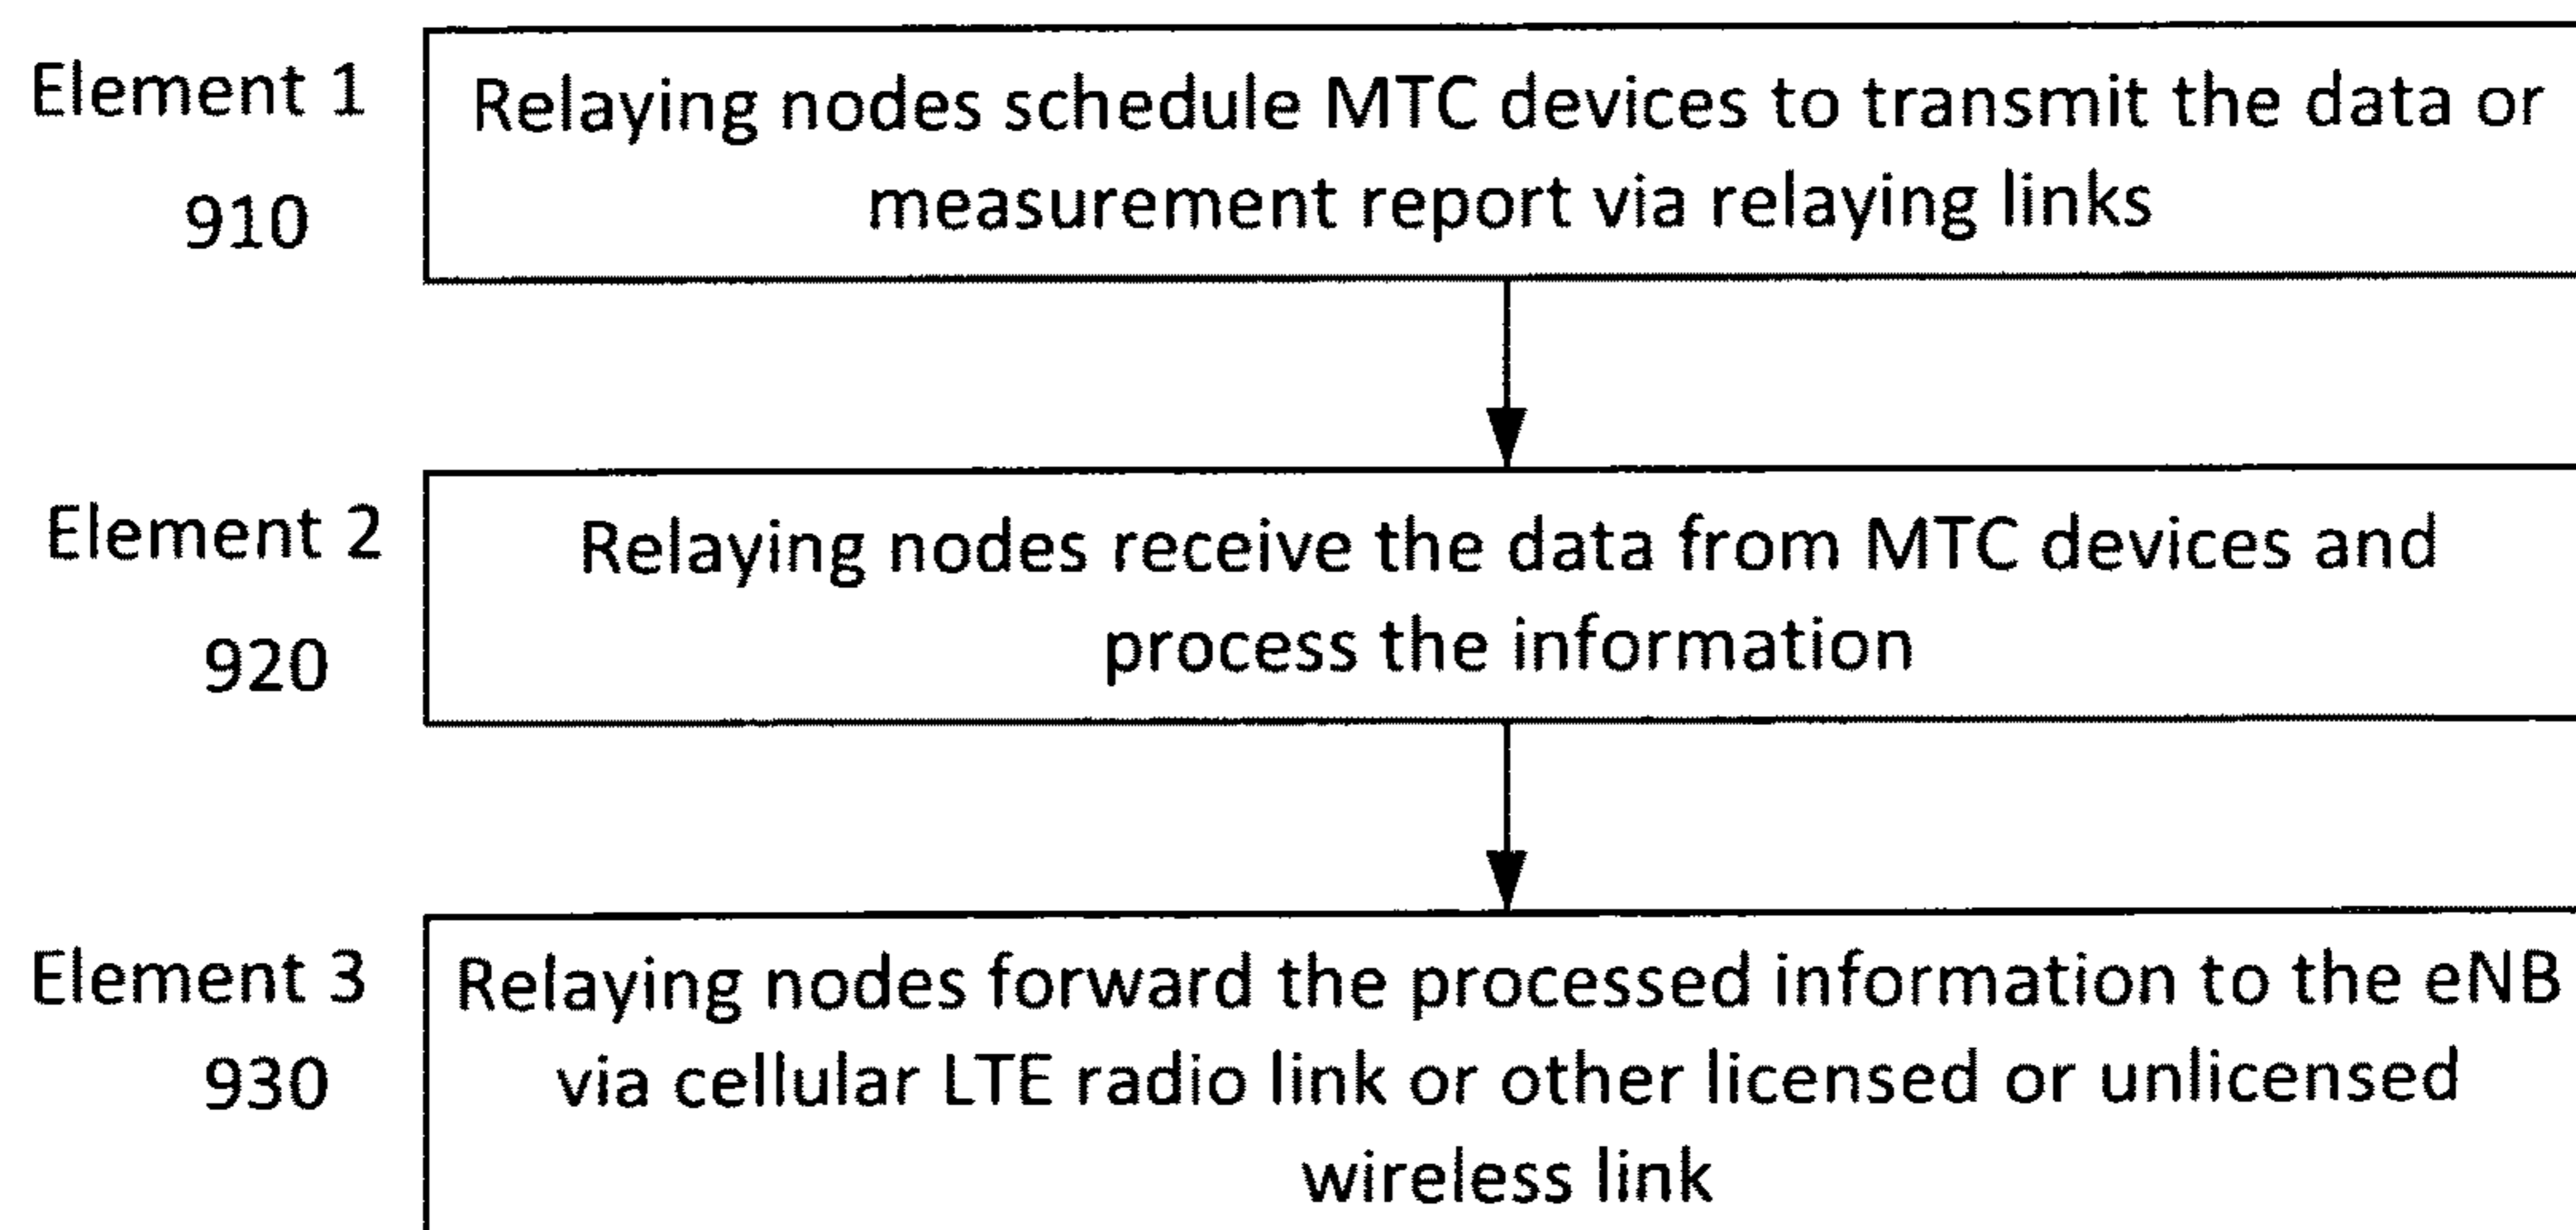 Element 1
910
Relaying nodes schedule MTC devices to transmit the data or
measurement report via relaying links
Element 2
920
Relaying nodes receive the data from MTC devices and
process the information
Element 3
930
Relaying nodes forward the processed information to the eNB
via cellular LTE radio link or other licensed or unlicensed
wireless link